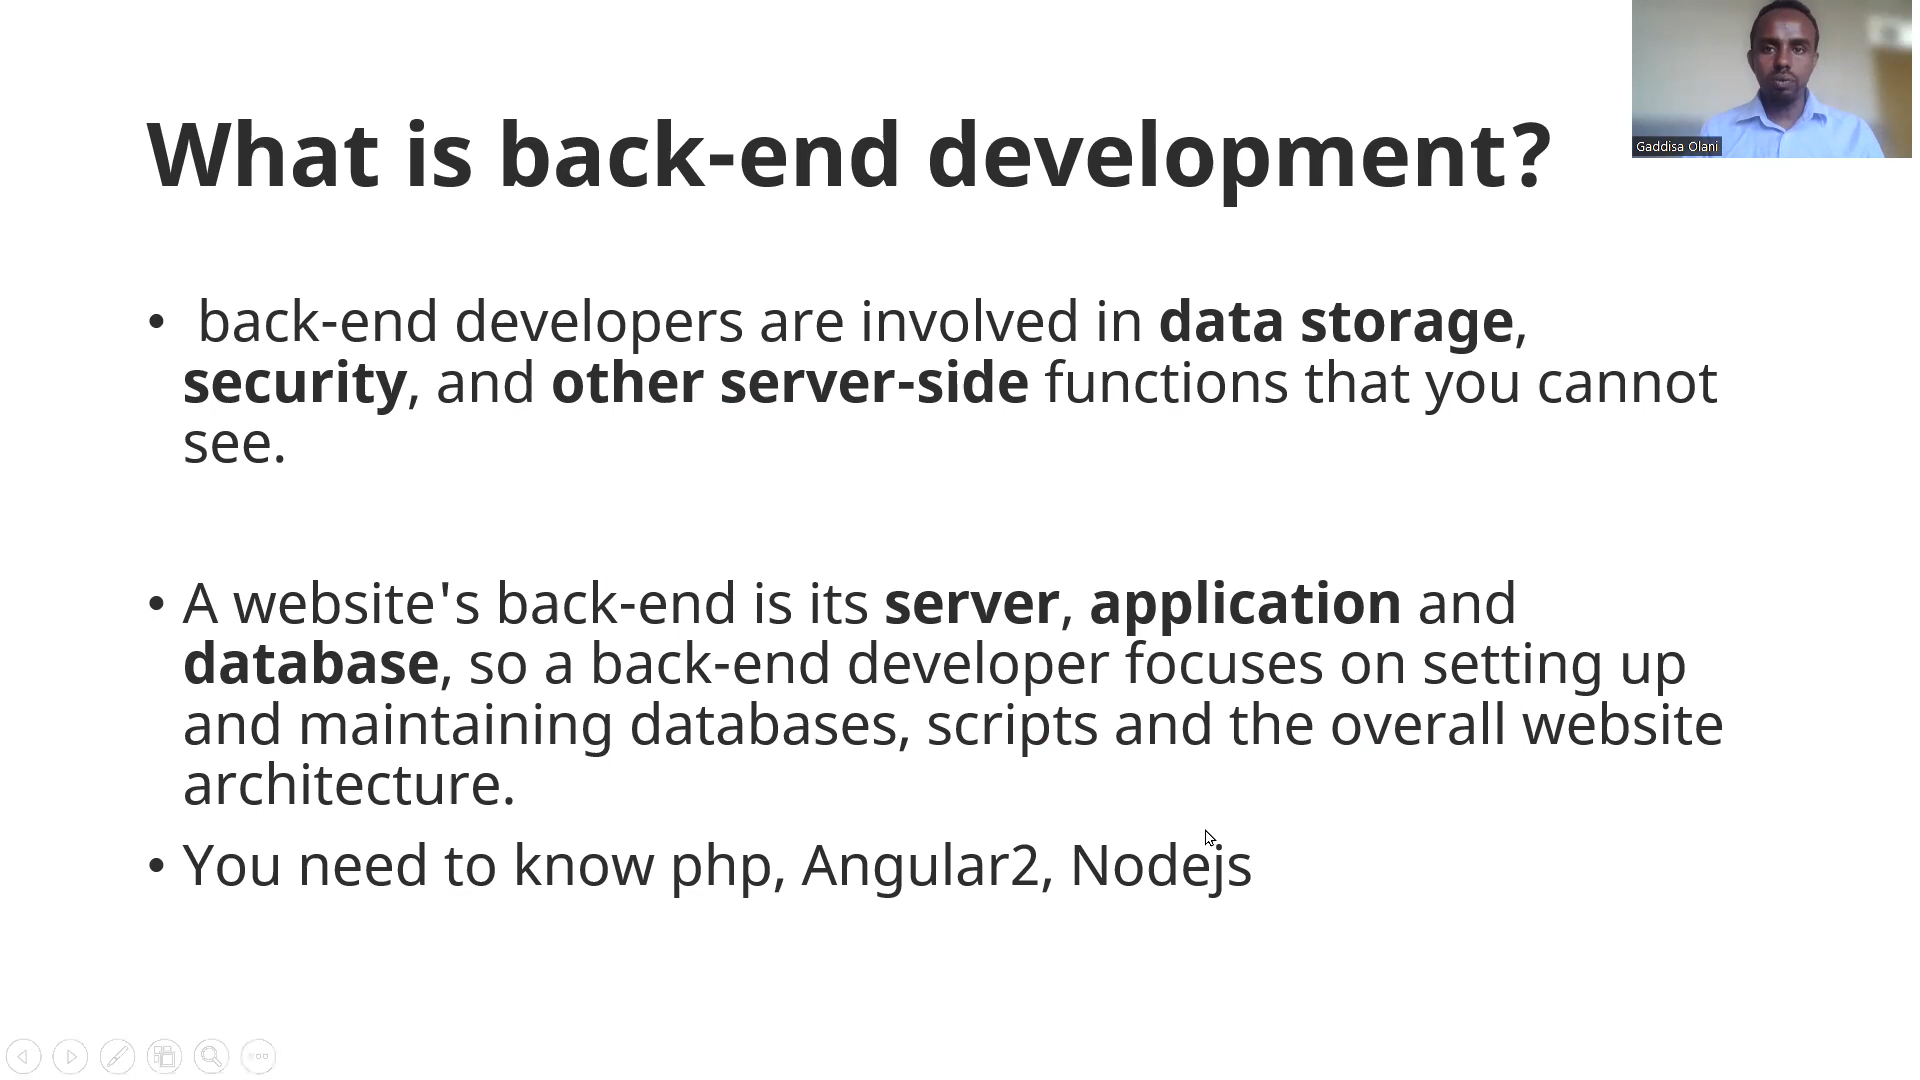 What is back-end development?
Gaddisa Olani
• back-end developers are involved in data storage,
security, and other server-side functions that you cannot
see.
• A website's back-end is its server, application and
database, so a back-end developer focuses on setting up
and maintaining databases, scripts and the overall website
architecture.
• You need to know php, Angular2, Nodejs